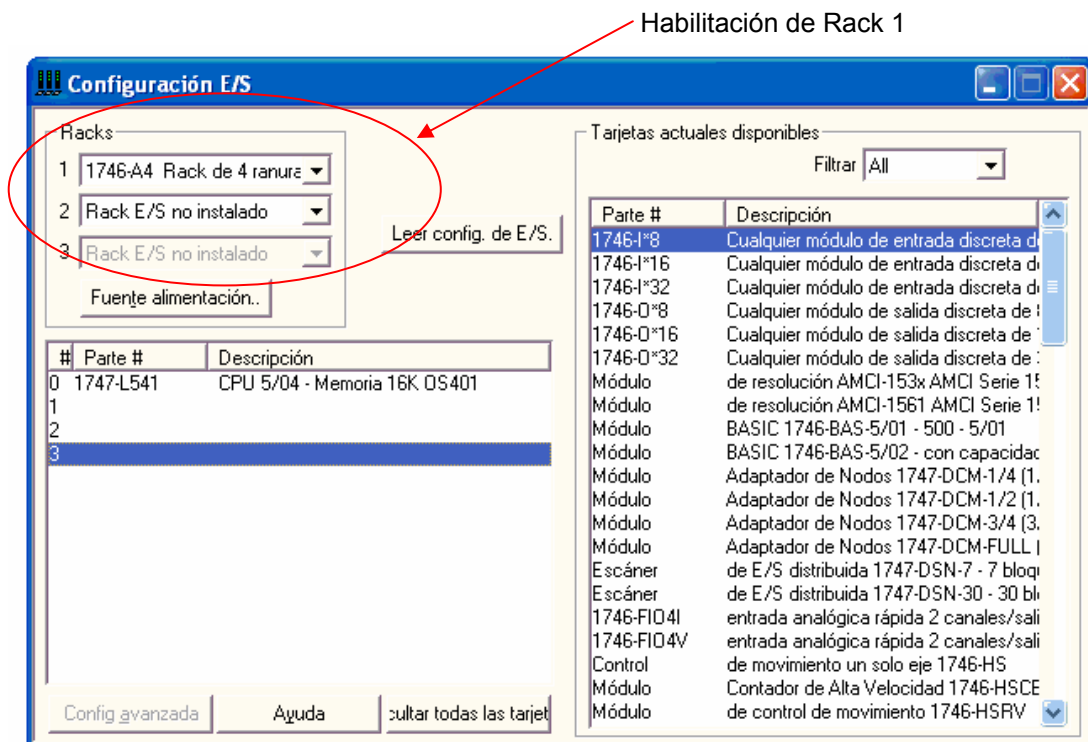 Habilitación de Rack 1
Configuración E/S
Racks
1 1746-A4 Rack de 4 ranura
2 Rack E/S no instalado
3 Rack E/S no instalado
Fuente alimentación..
Leer config. de E/S.
# Parte # Descripción
0 1747-L541 CPU 5/04 - Memoria 16K OS401
1
2
3
Config avanzada
Ayuda
cultar todas las tarjet
Tarjetas actuales disponibles
Filtrar All
Parte # Descripción
1746-I*8 Cualquier módulo de entrada discreta d
1746-I*16 Cualquier módulo de entrada discreta d
1746-I*32 Cualquier módulo de entrada discreta d
1746-O*8 Cualquier módulo de salida discreta de
1746-O*16 Cualquier módulo de salida discreta de
1746-O*32 Cualquier módulo de salida discreta de
Módulo de resolución AMCI-153x AMCI Serie 15
Módulo de resolución AMCI-1561 AMCI Serie 1
Módulo BASIC 1746-BAS-5/01 - 500 - 5/01
Módulo BASIC 1746-BAS-5/02 - con capacidad
Módulo Adaptador de Nodos 1747-DCM-1/4 (1.
Módulo Adaptador de Nodos 1747-DCM-1/2 (1.
Módulo Adaptador de Nodos 1747-DCM-3/4 (3.
Módulo Adaptador de Nodos 1747-DCM-FULL (
Escáner de E/S distribuida 1747-DSN-7 - 7 bloq
Escáner de E/S distribuida 1747-DSN-30 - 30 bl
1746-FIO4I entrada analógica rápida 2 canales/sali
1746-FIO4V entrada analógica rápida 2 canales/sali
Control de movimiento un solo eje 1746-HS
Módulo Contador de Alta Velocidad 1746-HSCE
Módulo de control de movimiento 1746-HSRV